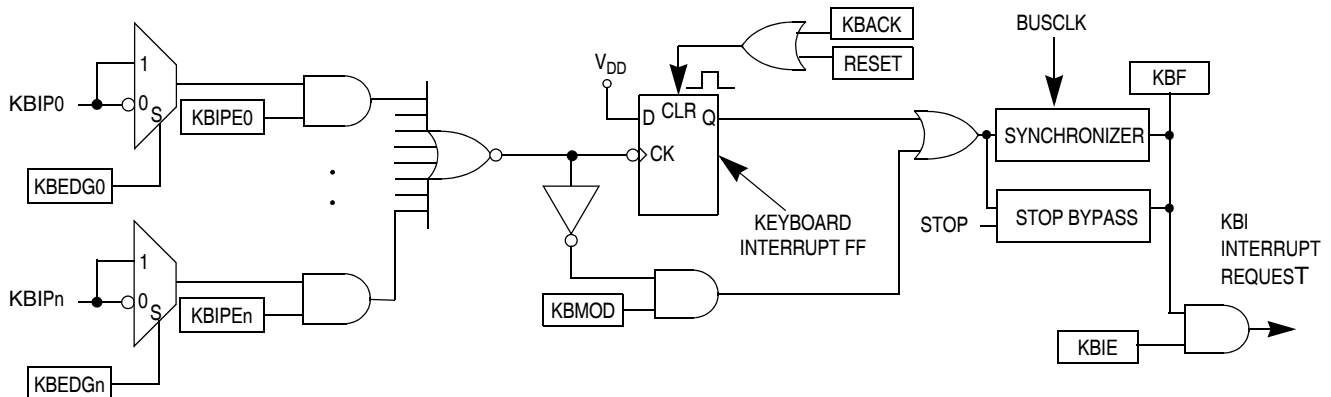 KBACK
BUSCLK
RESET
VDD
KBF
1
KBIP0
0
S
KBIPE0
D
CLR
Q
CK
SYNCHRONIZER
KBEDG0
KEYBOARD
INTERRUPT FF
STOP BYPASS
STOP
KBI
INTERRUPT
REQUEST
1
KBIPn
0
S
KBIPEn
KBMOD
KBIE
KBEDGn